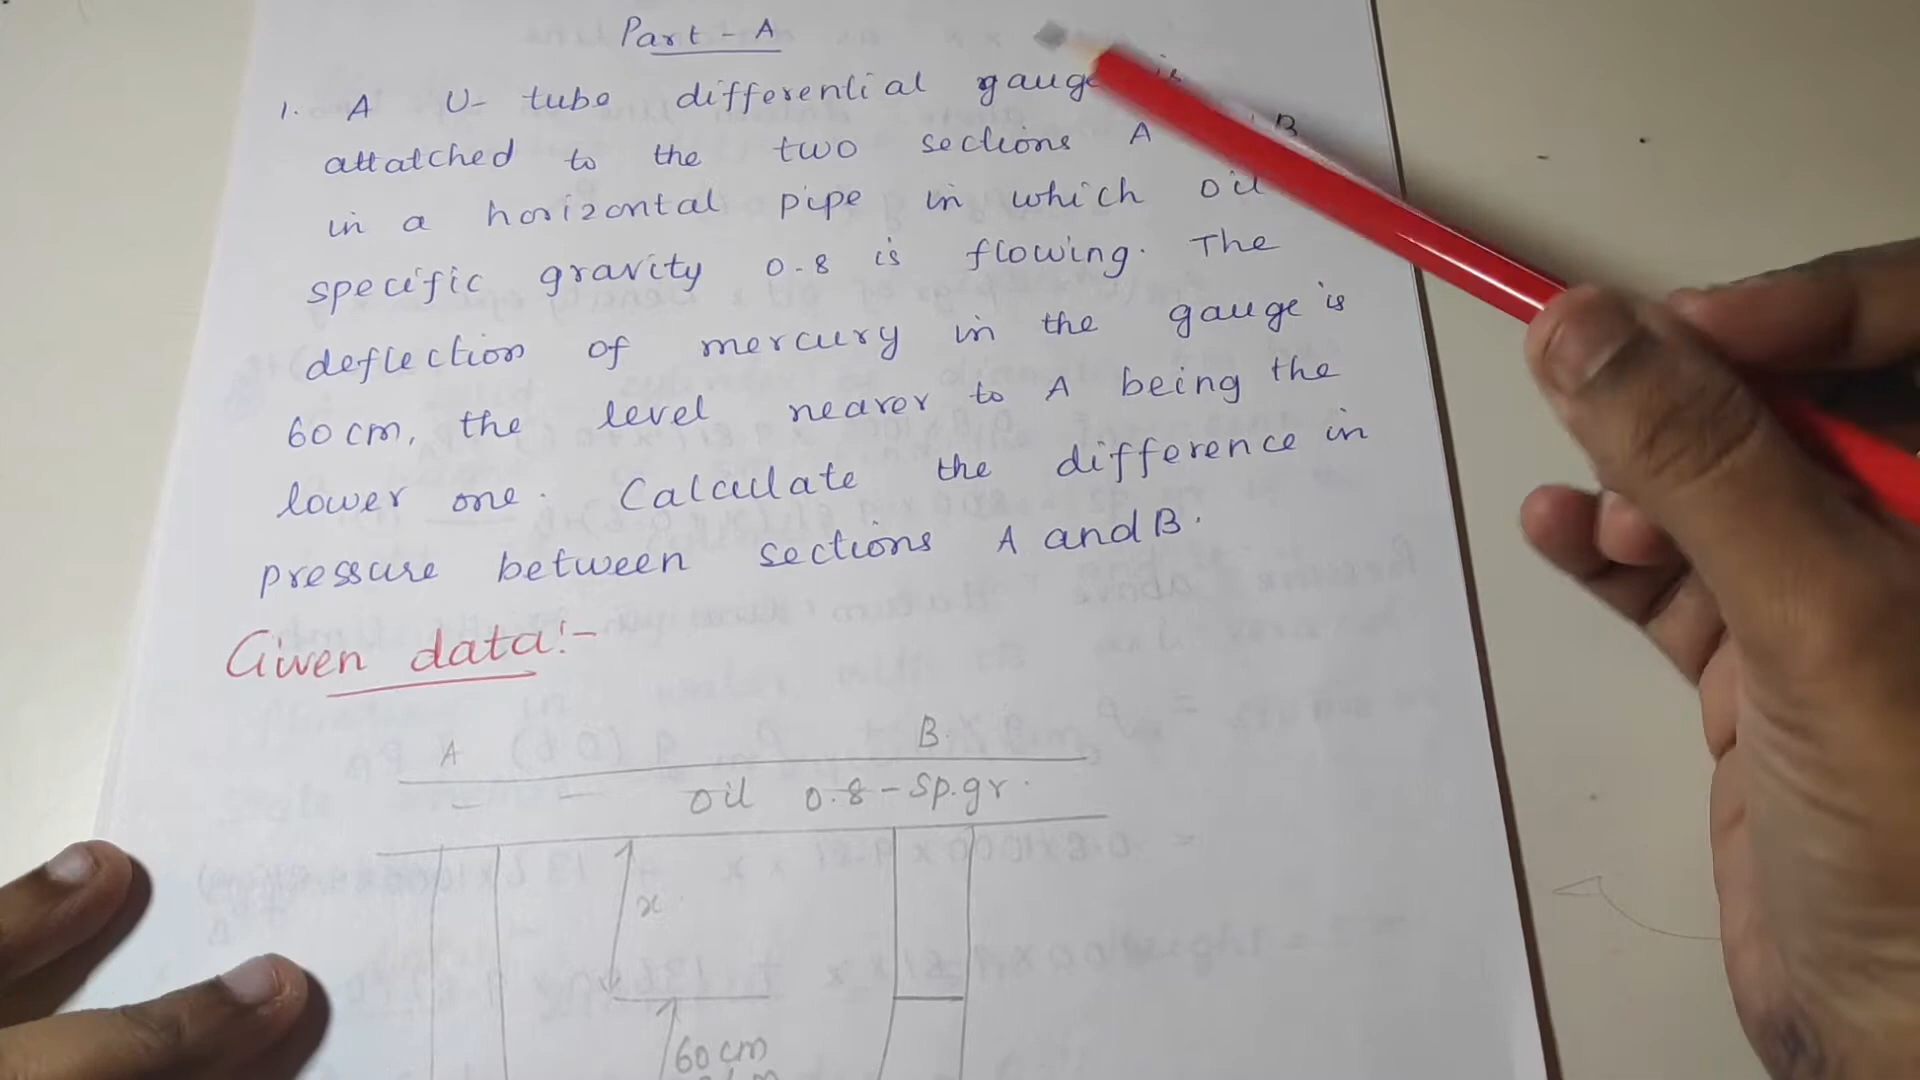 Part - A
1. A U- tube differential gauge is
attatched to the two sections A B
in a horizontal pipe in which oil
specific gravity 0.8 is flowing. The
deflection of mercury in the gauge is
60 cm, the level nearer to A being the
lower one. Calculate the difference in
pressure between sections A and B.
Given data:-
A B.
Oil 0.8 - Sp.gr.
x
60 cm